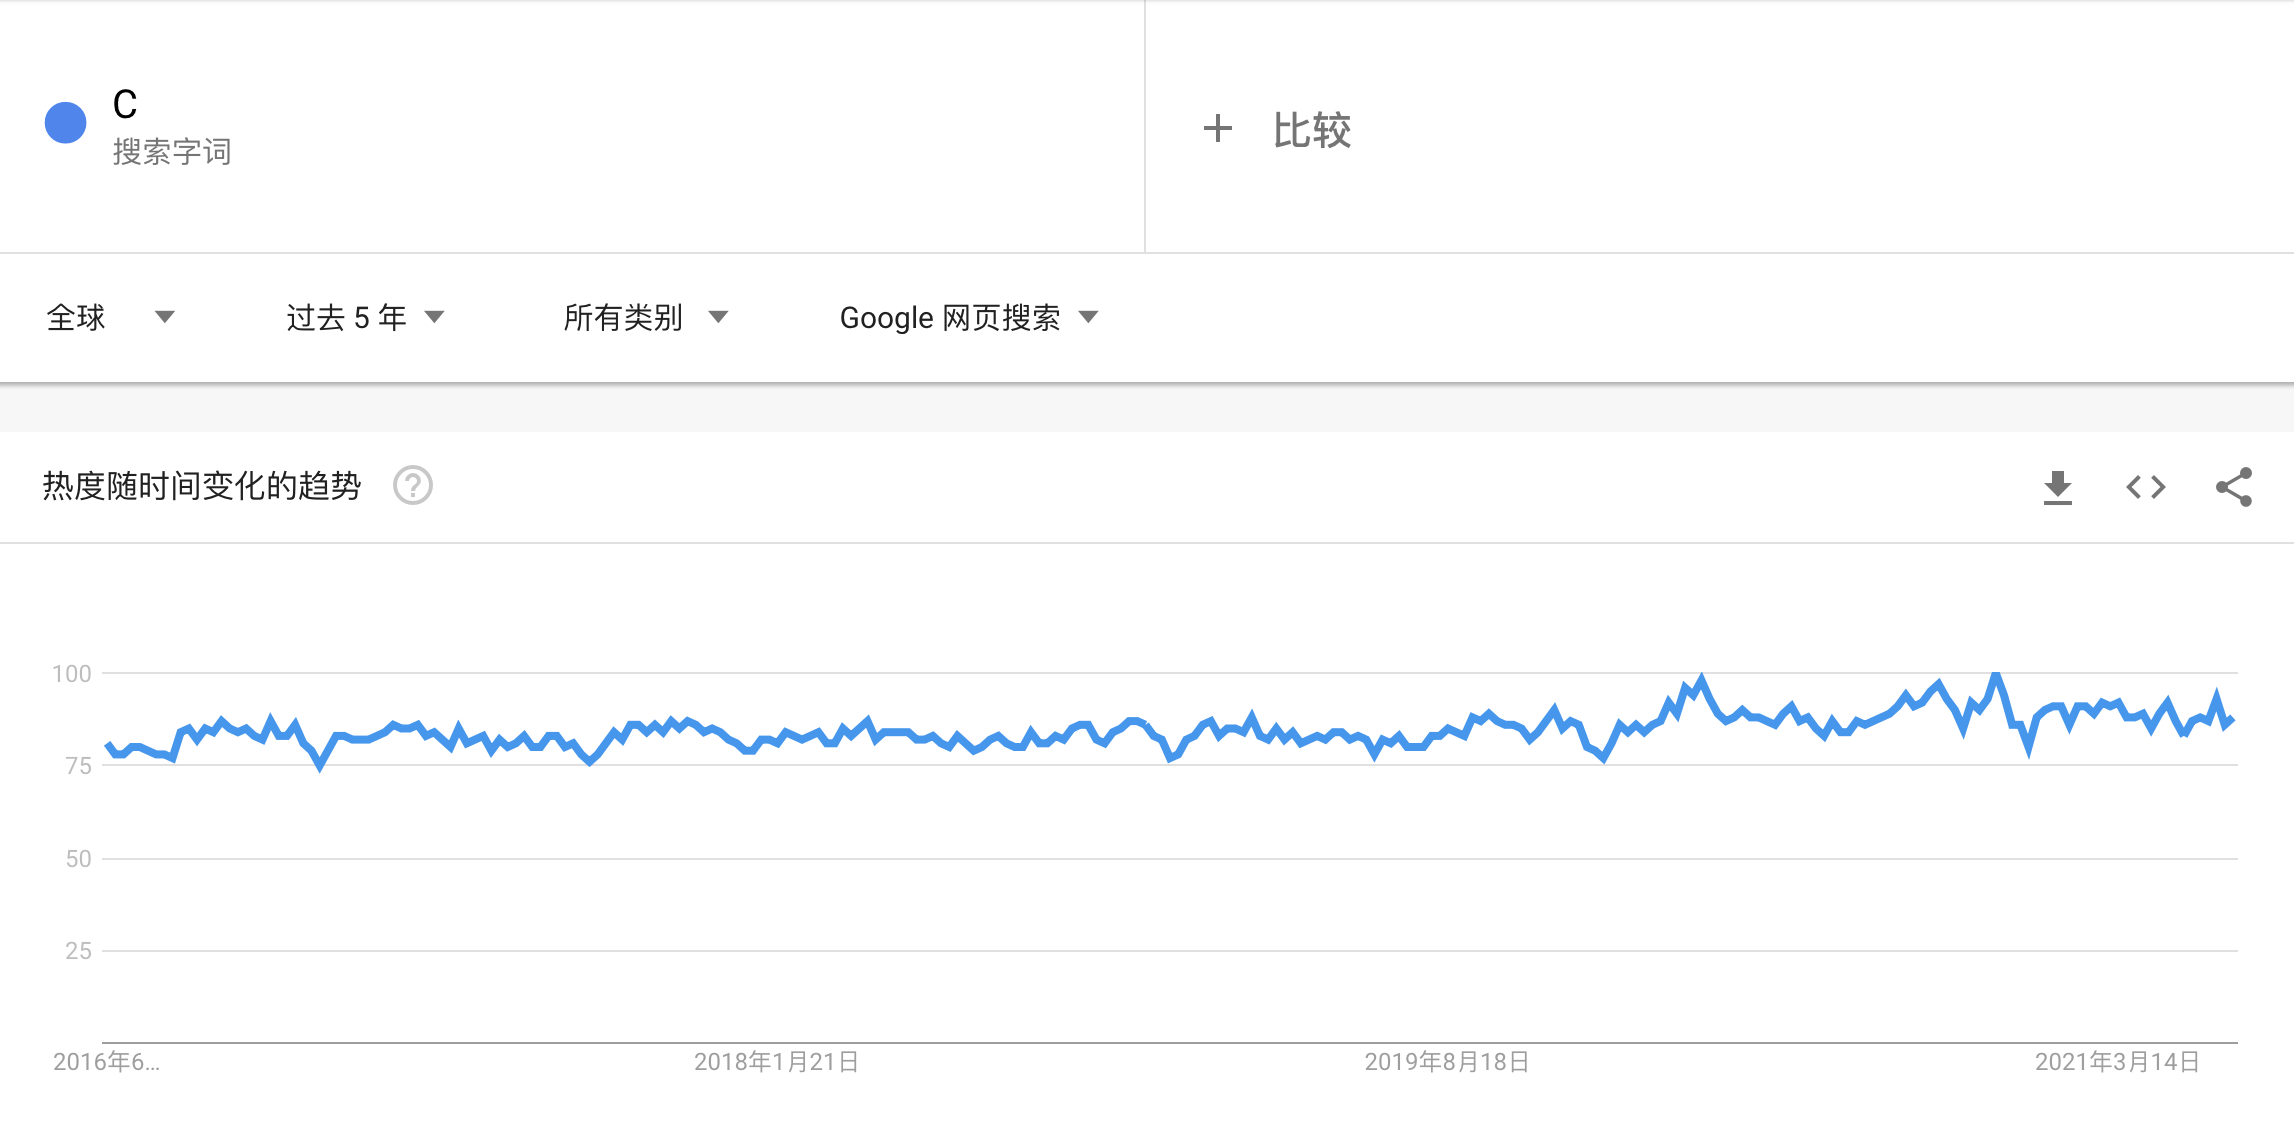 C
搜索字词
+ 比较
全球
过去 5 年
所有类别
Google 网页搜索
热度随时间变化的趋势
?
100
75
50
25
2016年6...
2018年1月21日
2019年8月18日
2021年3月14日